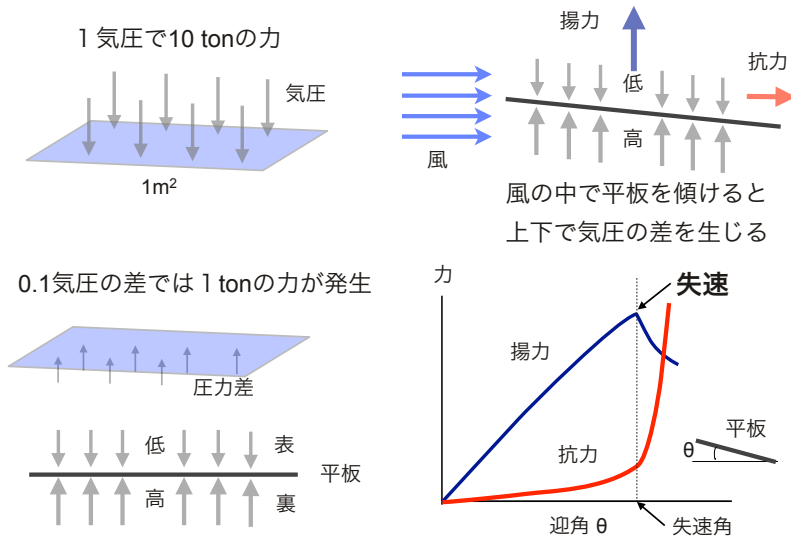 １気圧で10 tonの力
気圧
1m²
揚力
抗力
低
高
風
風の中で平板を傾けると
上下で気圧の差を生じる
0.1気圧の差では１tonの力が発生
圧力差
低
表
平板
高
裏
力
失速
揚力
抗力
平板
θ
迎角 θ
失速角